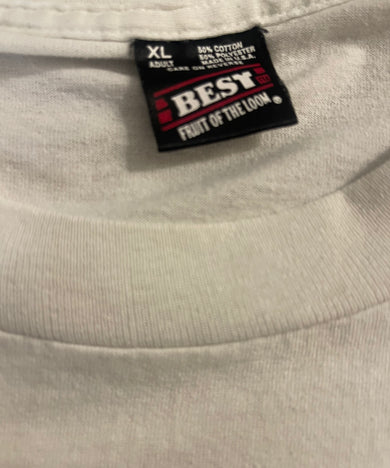 XL 50% COTTON
ADULT 50% POLYESTER
MADE IN U.S.A.
CARE ON REVERSE
BEST
FRUIT OF THE LOOM ®